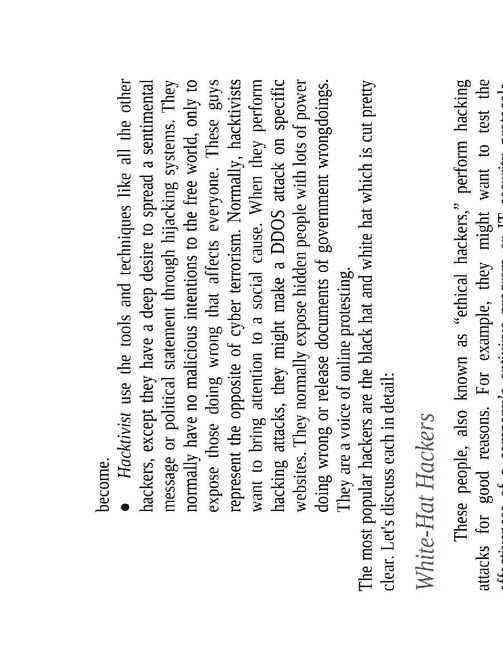 become.
● Hacktivist use the tools and techniques like all the other
hackers, except they have a deep desire to spread a sentimental
message or political statement through hijacking systems. They
normally have no malicious intentions to the free world, only to
expose those doing wrong that affects everyone. These guys
represent the opposite of cyber terrorism. Normally, hacktivists
want to bring attention to a social cause. When they perform
hacking attacks, they might make a DDOS attack on specific
websites. They normally expose hidden people with lots of power
doing wrong or release documents of government wrongdoings.
They are a voice of online protesting.
The most popular hackers are the black hat and white hat which is cut pretty
clear. Let's discuss each in detail:
White-Hat Hackers
These people, also known as “ethical hackers,” perform hacking
attacks for good reasons. For example, they might want to test the